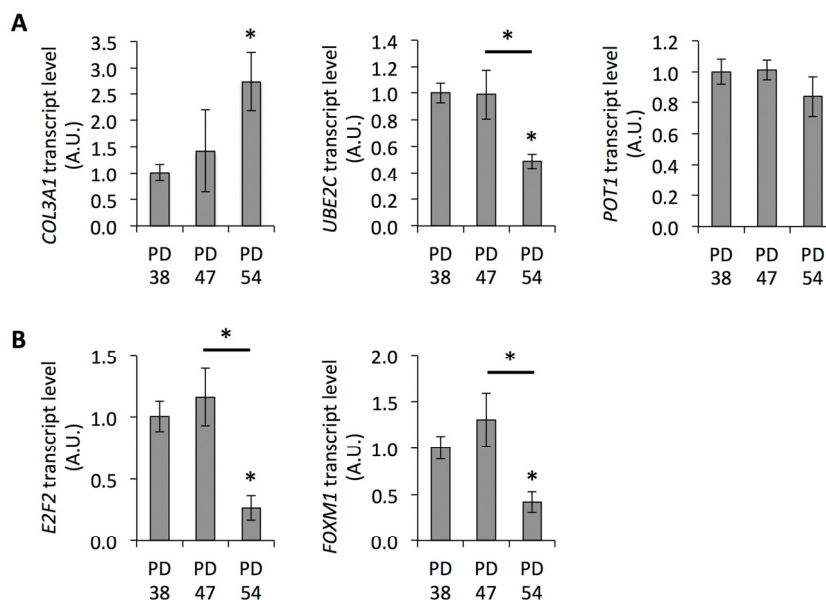 A
COL3A1 transcript level
(A.U.)
3.5
3.0
2.5
2.0
1.5
1.0
0.5
0.0
*
PD PD PD
38 47 54
UBE2C transcript level
(A.U.)
1.4
1.2
1.0
0.8
0.6
0.4
0.2
0.0
*
*
PD PD PD
38 47 54
POT1 transcript level
(A.U.)
1.2
1.0
0.8
0.6
0.4
0.2
0.0
PD PD PD
38 47 54
B
E2F2 transcript level
(A.U.)
1.5
1.0
0.5
0.0
*
*
PD PD PD
38 47 54
FOXM1 transcript level
(A.U.)
2.0
1.5
1.0
0.5
0.0
*
*
PD PD PD
38 47 54